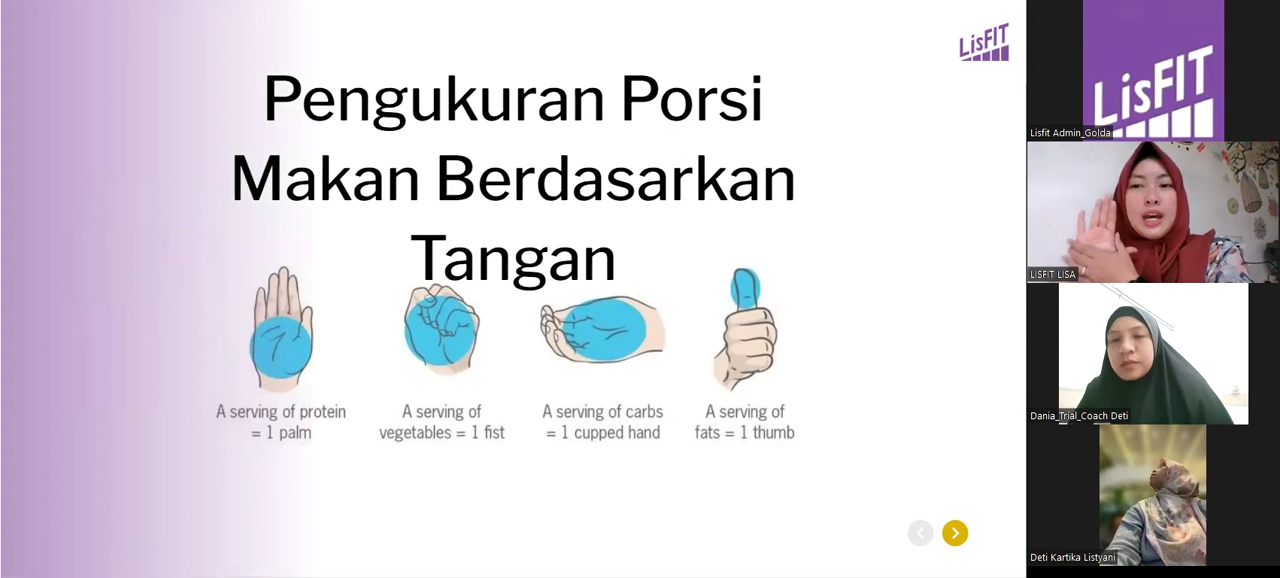 LisFIT
Pengukuran Porsi
Makan Berdasarkan
Tangan
A serving of protein
= 1 palm
A serving of
vegetables = 1 fist
A serving of carbs
= 1 cupped hand
A serving of
fats = 1 thumb
LisFIT
Lisfit Admin_Golda
LISFIT LISA
Dania_Trial_Coach Deti
Deti Kartika Listyani